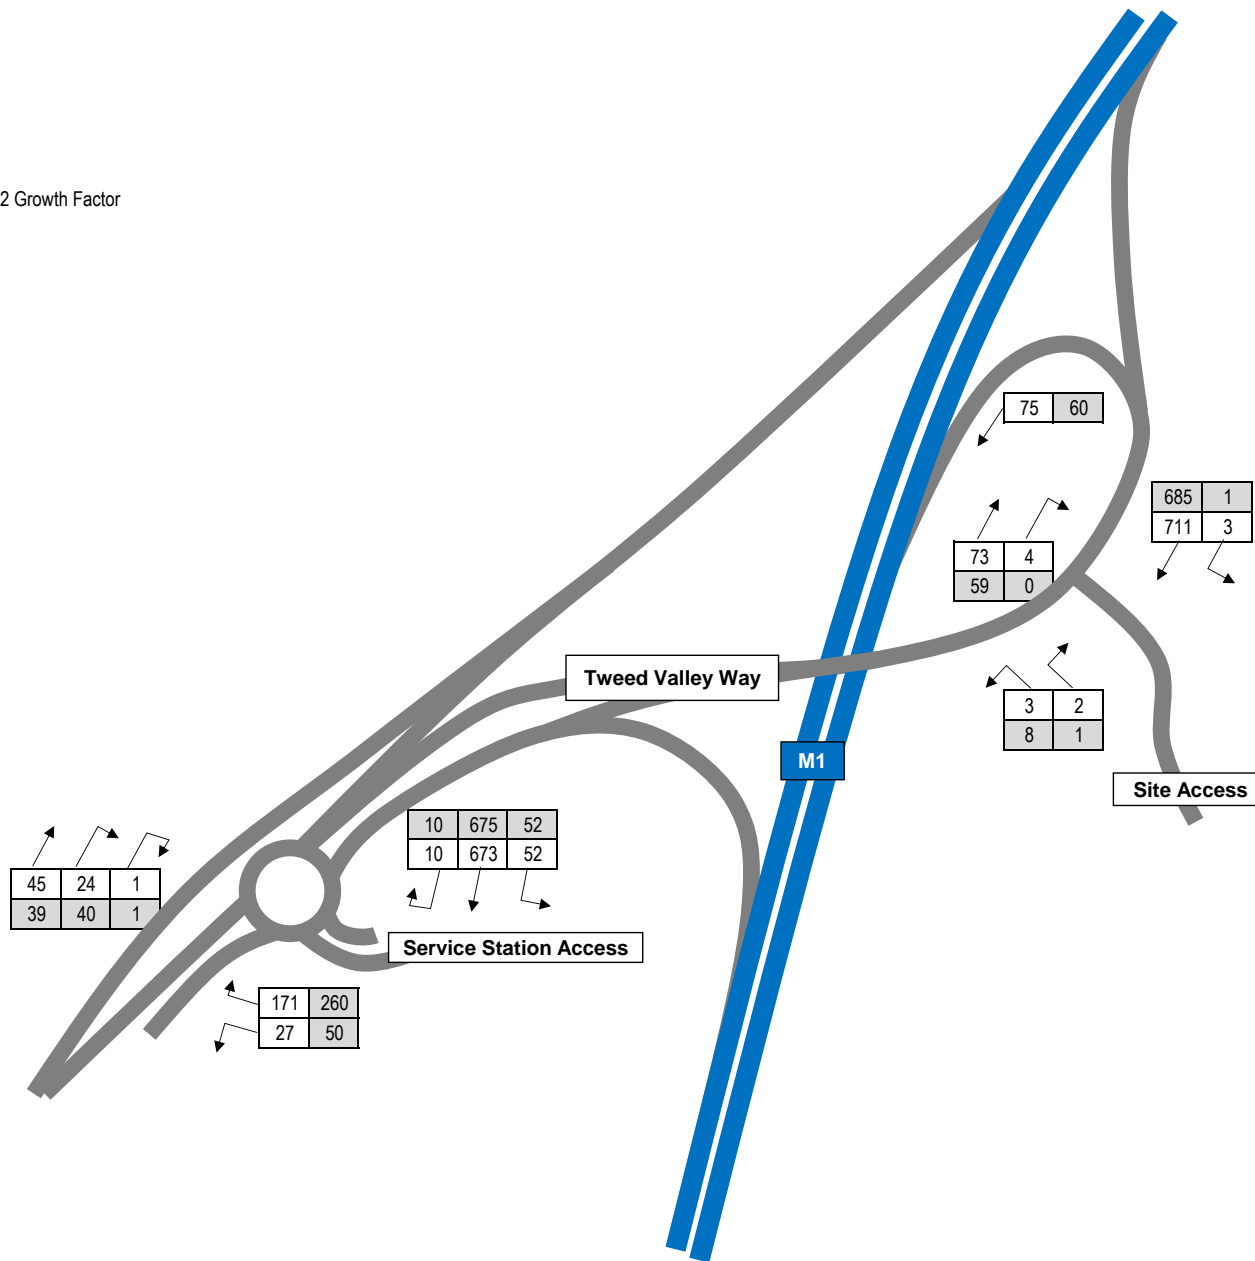 2 Growth Factor
75 60
685 1
711 3
73 4
59 0
Tweed Valley Way
3 2
8 1
M1
Site Access
10 675 52
10 673 52
45 24 1
39 40 1
Service Station Access
171 260
27 50